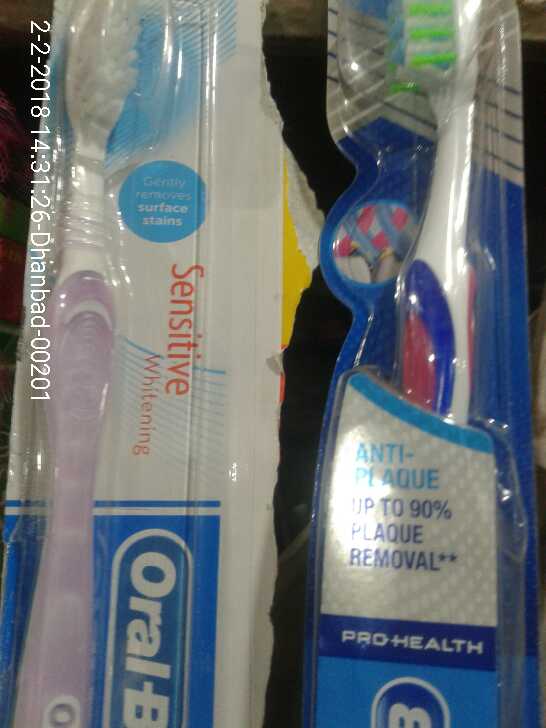 2-2-2018 14:31:26-Dhanbad-00201
Gently
removes
surface
stains
Sensitive
Whitening
Oral-B
ANTI-
PLAQUE
UP TO 90%
PLAQUE
REMOVAL**
PRO-HEALTH